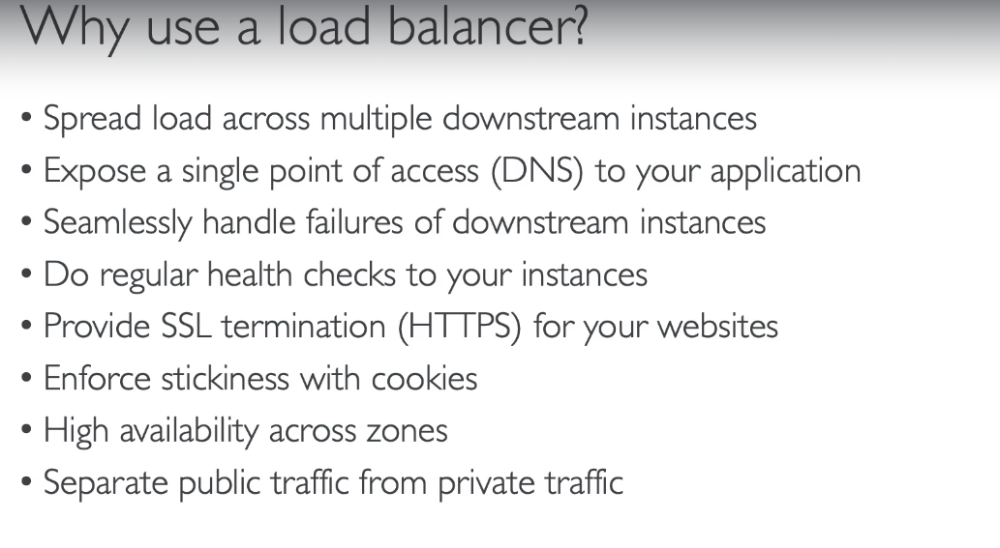 Why use a load balancer?
• Spread load across multiple downstream instances
• Expose a single point of access (DNS) to your application
• Seamlessly handle failures of downstream instances
• Do regular health checks to your instances
• Provide SSL termination (HTTPS) for your websites
• Enforce stickiness with cookies
• High availability across zones
• Separate public traffic from private traffic